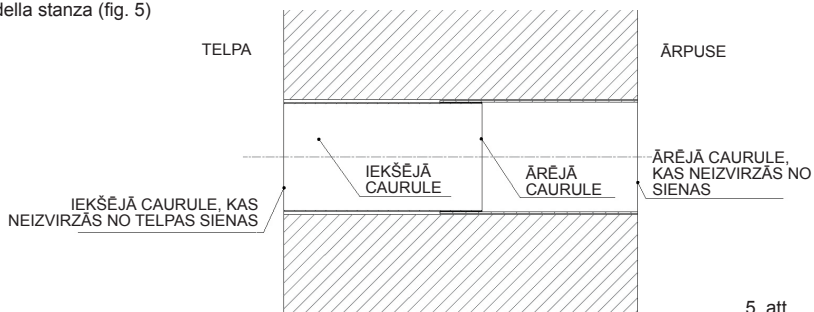 della stanza (fig. 5)
TELPA
ĀRPUSE
IEKŠĒJĀ
CAURULE
ĀRĒJĀ
CAURULE
ĀRĒJĀ CAURULE,
KAS NEIZVIRZĀS NO
SIENAS
IEKŠĒJĀ CAURULE, KAS
NEIZVIRZĀS NO TELPAS SIENAS
5. att